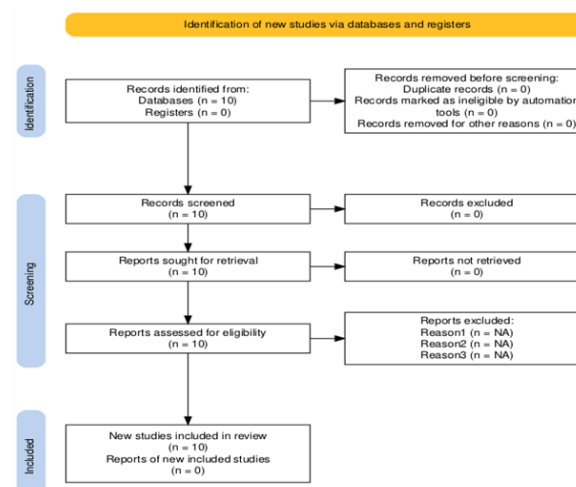 Identification of new studies via databases and registers
Identification
Records identified from:
Databases (n = 10)
Registers (n = 0)
Records removed before screening:
Duplicate records (n = 0)
Records marked as ineligible by automation
tools (n = 0)
Records removed for other reasons (n = 0)
Screening
Records screened
(n = 10)
Records excluded
(n = 0)
Reports sought for retrieval
(n = 10)
Reports not retrieved
(n = 0)
Reports assessed for eligibility
(n = 10)
Reports excluded:
Reason1 (n = NA)
Reason2 (n = NA)
Reason3 (n = NA)
Included
New studies included in review
(n = 10)
Reports of new included studies
(n = 0)